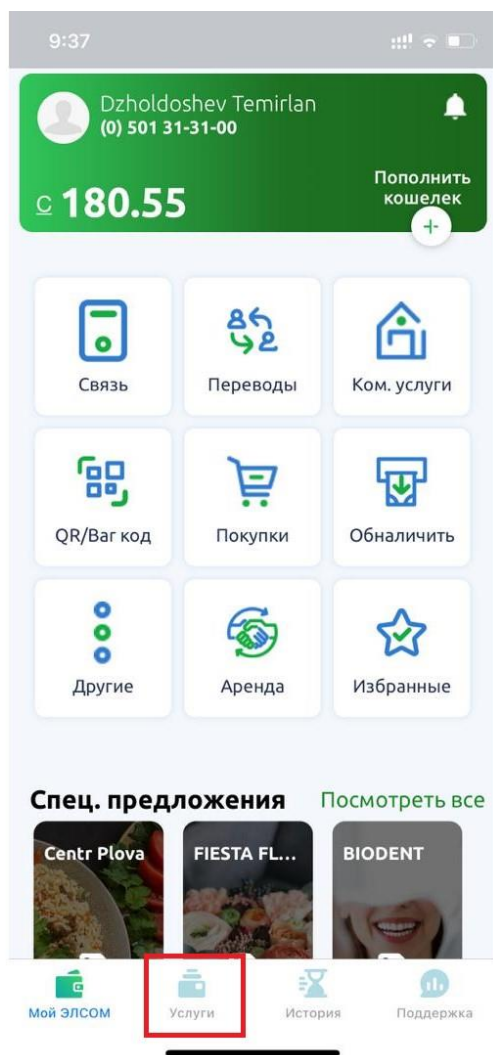 9:37
Dzholdoshev Temirlan
(0) 501 31-31-00
Пополнить
кошелек
с 180.55
Связь
Переводы
Ком. услуги
QR/Bar код
Покупки
Обналичить
Другие
Аренда
Избранные
Спец. предложения
Посмотреть все
Centr Plova
FIESTA FL...
BIODENT
Мой ЭЛСОМ
Услуги
История
Поддержка